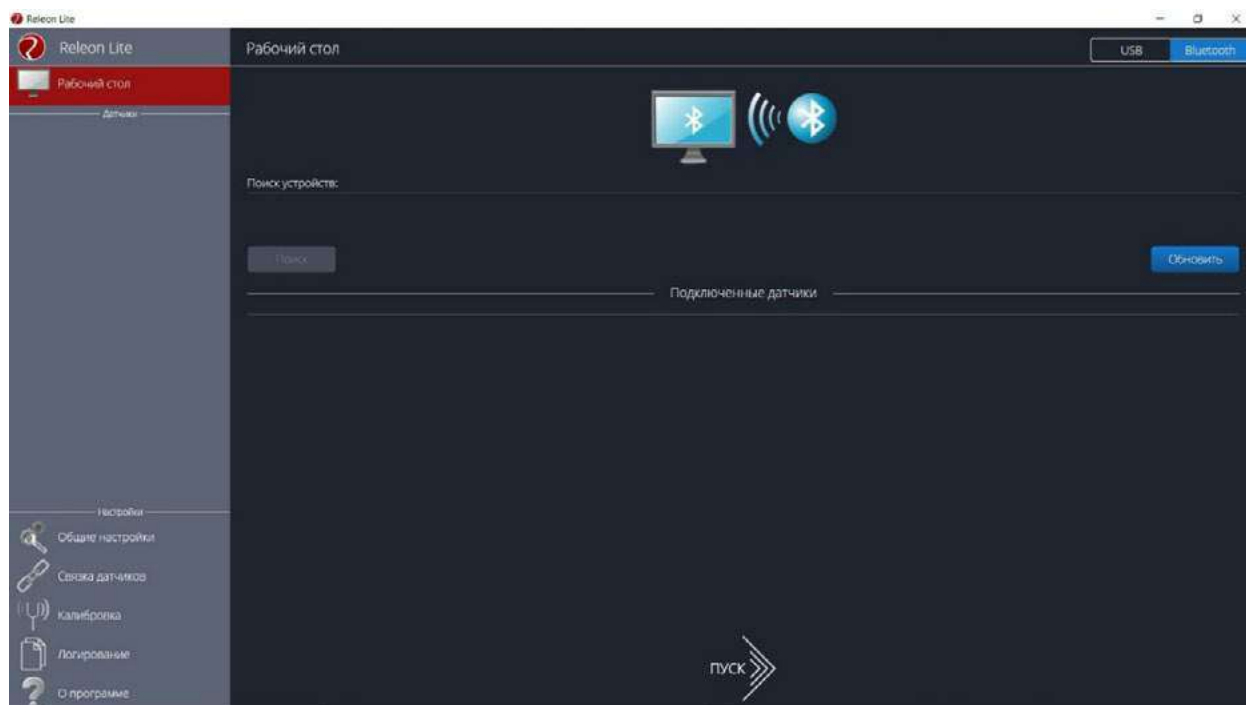 Releon Lite
Releon Lite
Рабочий стол
USB
Bluetooth
Рабочий стол
Датчики
Поиск устройств:
Поиск
Обновить
Подключенные датчики
Настройки
Общие настройки
Связка датчиков
Калибровка
Логирование
О программе
ПУСК